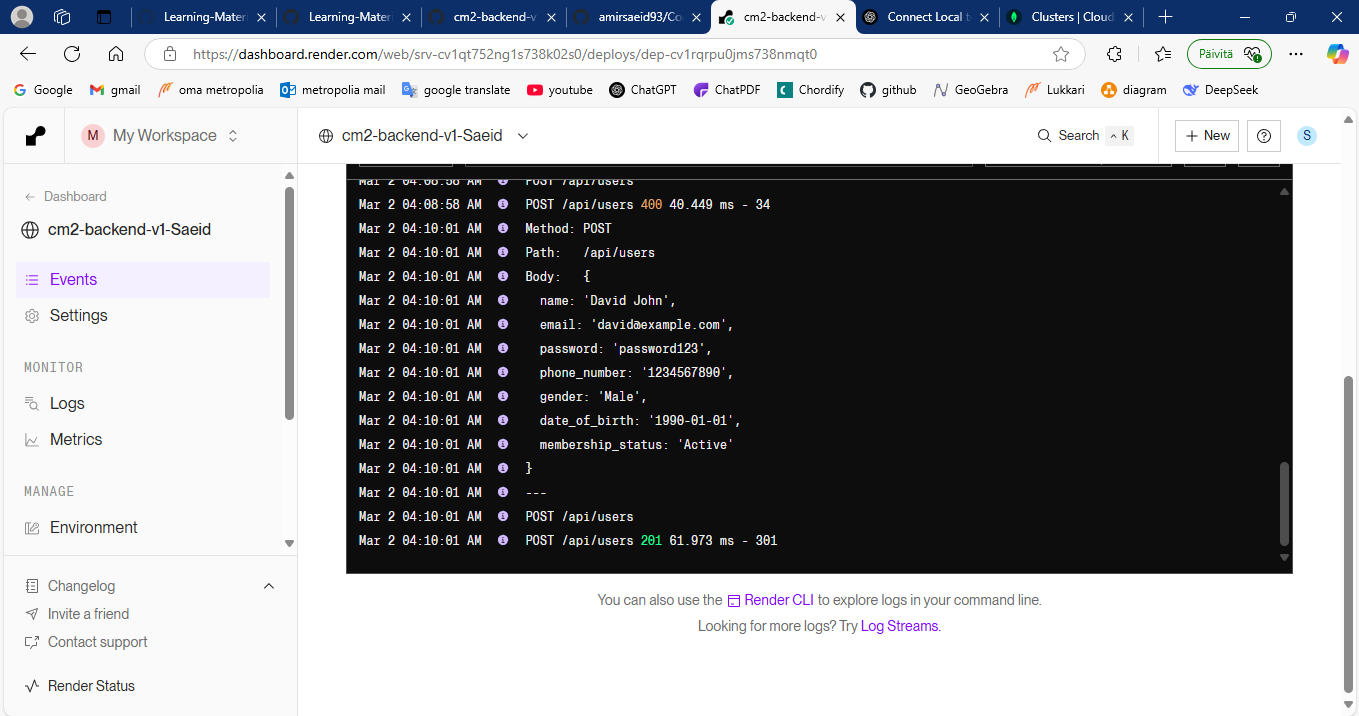 Learning-Mater
Learning-Mater
cm2-backend-v
amirsaeid93/Co
cm2-backend-v
Connect Local t
Clusters | Cloud
https://dashboard.render.com/web/srv-cv1qt752ng1s738k02s0/deploys/dep-cv1rqrpu0jms738nmqt0
Päivitä
Google
gmail
oma metropolia
metropolia mail
google translate
youtube
ChatGPT
ChatPDF
Chordify
github
GeoGebra
Lukkari
diagram
DeepSeek
M My Workspace
cm2-backend-v1-Saeid
Search K
+ New
S
Dashboard
cm2-backend-v1-Saeid
Events
Settings
MONITOR
Logs
Metrics
MANAGE
Environment
Changelog
Invite a friend
Contact support
Render Status
Mar 2 04:08:58 AM POST /api/users
Mar 2 04:08:58 AM POST /api/users 400 40.449 ms - 34
Mar 2 04:10:01 AM Method: POST
Mar 2 04:10:01 AM Path: /api/users
Mar 2 04:10:01 AM Body: {
Mar 2 04:10:01 AM name: 'David John',
Mar 2 04:10:01 AM email: 'david@example.com',
Mar 2 04:10:01 AM password: 'password123',
Mar 2 04:10:01 AM phone_number: '1234567890',
Mar 2 04:10:01 AM gender: 'Male',
Mar 2 04:10:01 AM date_of_birth: '1990-01-01',
Mar 2 04:10:01 AM membership_status: 'Active'
Mar 2 04:10:01 AM }
Mar 2 04:10:01 AM ---
Mar 2 04:10:01 AM POST /api/users
Mar 2 04:10:01 AM POST /api/users 201 61.973 ms - 301
You can also use the Render CLI to explore logs in your command line.
Looking for more logs? Try Log Streams.